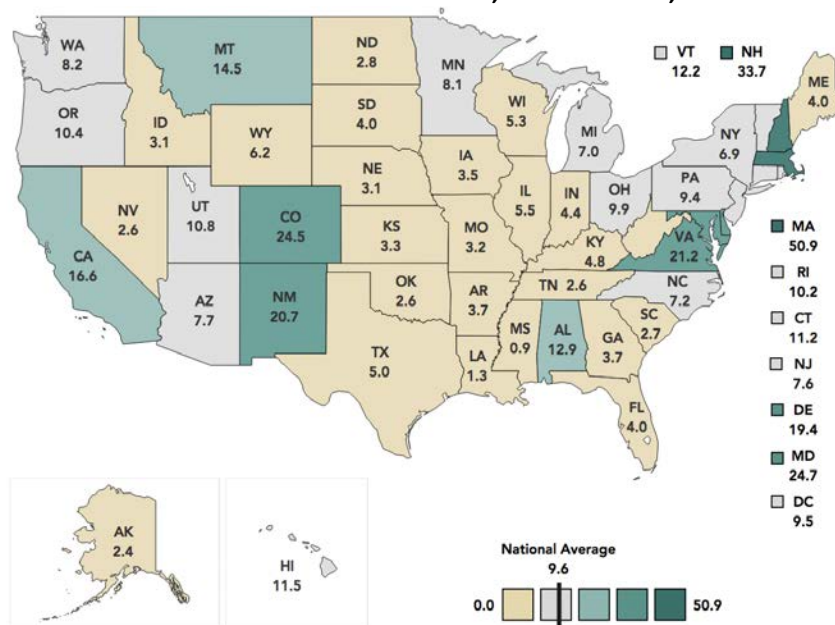 WA
8.2
OR
10.4
CA
16.6
NV
2.6
ID
3.1
MT
14.5
WY
6.2
UT
10.8
AZ
7.7
CO
24.5
NM
20.7
ND
2.8
SD
4.0
NE
3.1
KS
3.3
OK
2.6
TX
5.0
MN
8.1
IA
3.5
MO
3.2
AR
3.7
LA
1.3
WI
5.3
IL
5.5
MI
7.0
IN
4.4
OH
9.9
KY
4.8
TN 2.6
MS
0.9
AL
12.9
GA
3.7
FL
4.0
SC
2.7
NC
7.2
VA
21.2
PA
9.4
NY
6.9
ME
4.0
VT
12.2
NH
33.7
MA
50.9
RI
10.2
CT
11.2
NJ
7.6
DE
19.4
MD
24.7
DC
9.5
AK
2.4
HI
11.5
National Average
9.6
0.0
50.9